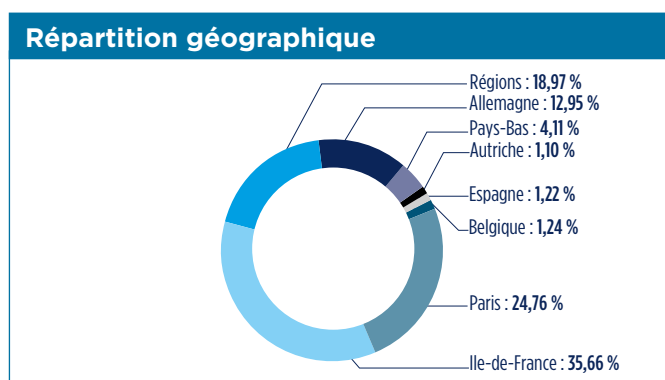 Répartition géographique
Régions : 18,97 %
Allemagne : 12,95 %
Pays-Bas : 4,11 %
Autriche : 1,10 %
Espagne : 1,22 %
Belgique : 1,24 %
Paris : 24,76 %
Ile-de-France : 35,66 %